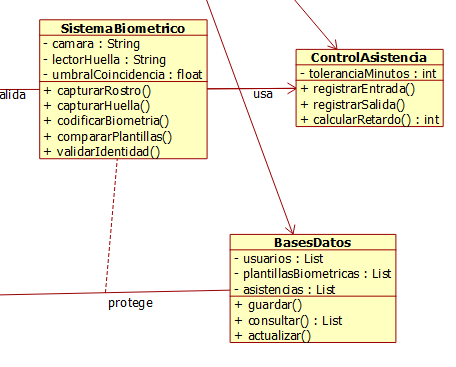 SistemaBiometrico
- camara : String
- lectorHuella : String
- umbralCoincidencia : float
+ capturarRostro()
+ capturarHuella()
+ codificarBiometria()
+ compararPlantillas()
+ validarIdentidad()
alida
usa
ControlAsistencia
- toleranciaMinutos : int
+ registrarEntrada()
+ registrarSalida()
+ calcularRetardo() : int
BasesDatos
- usuarios : List
- plantillasBiometricas : List
- asistencias : List
+ guardar()
+ consultar() : List
+ actualizar()
protege